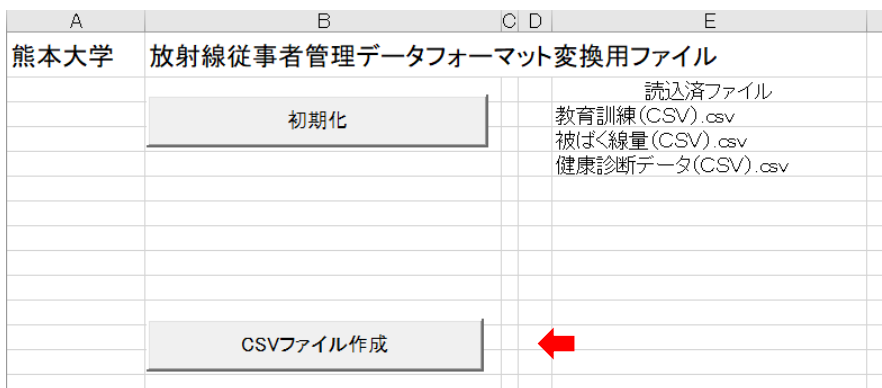 A B C D E
熊本大学 放射線従事者管理データフォーマット変換用ファイル
読込済ファイル
初期化
教育訓練(CSV).csv
被ばく線量(CSV).csv
健康診断データ(CSV).csv
CSVファイル作成